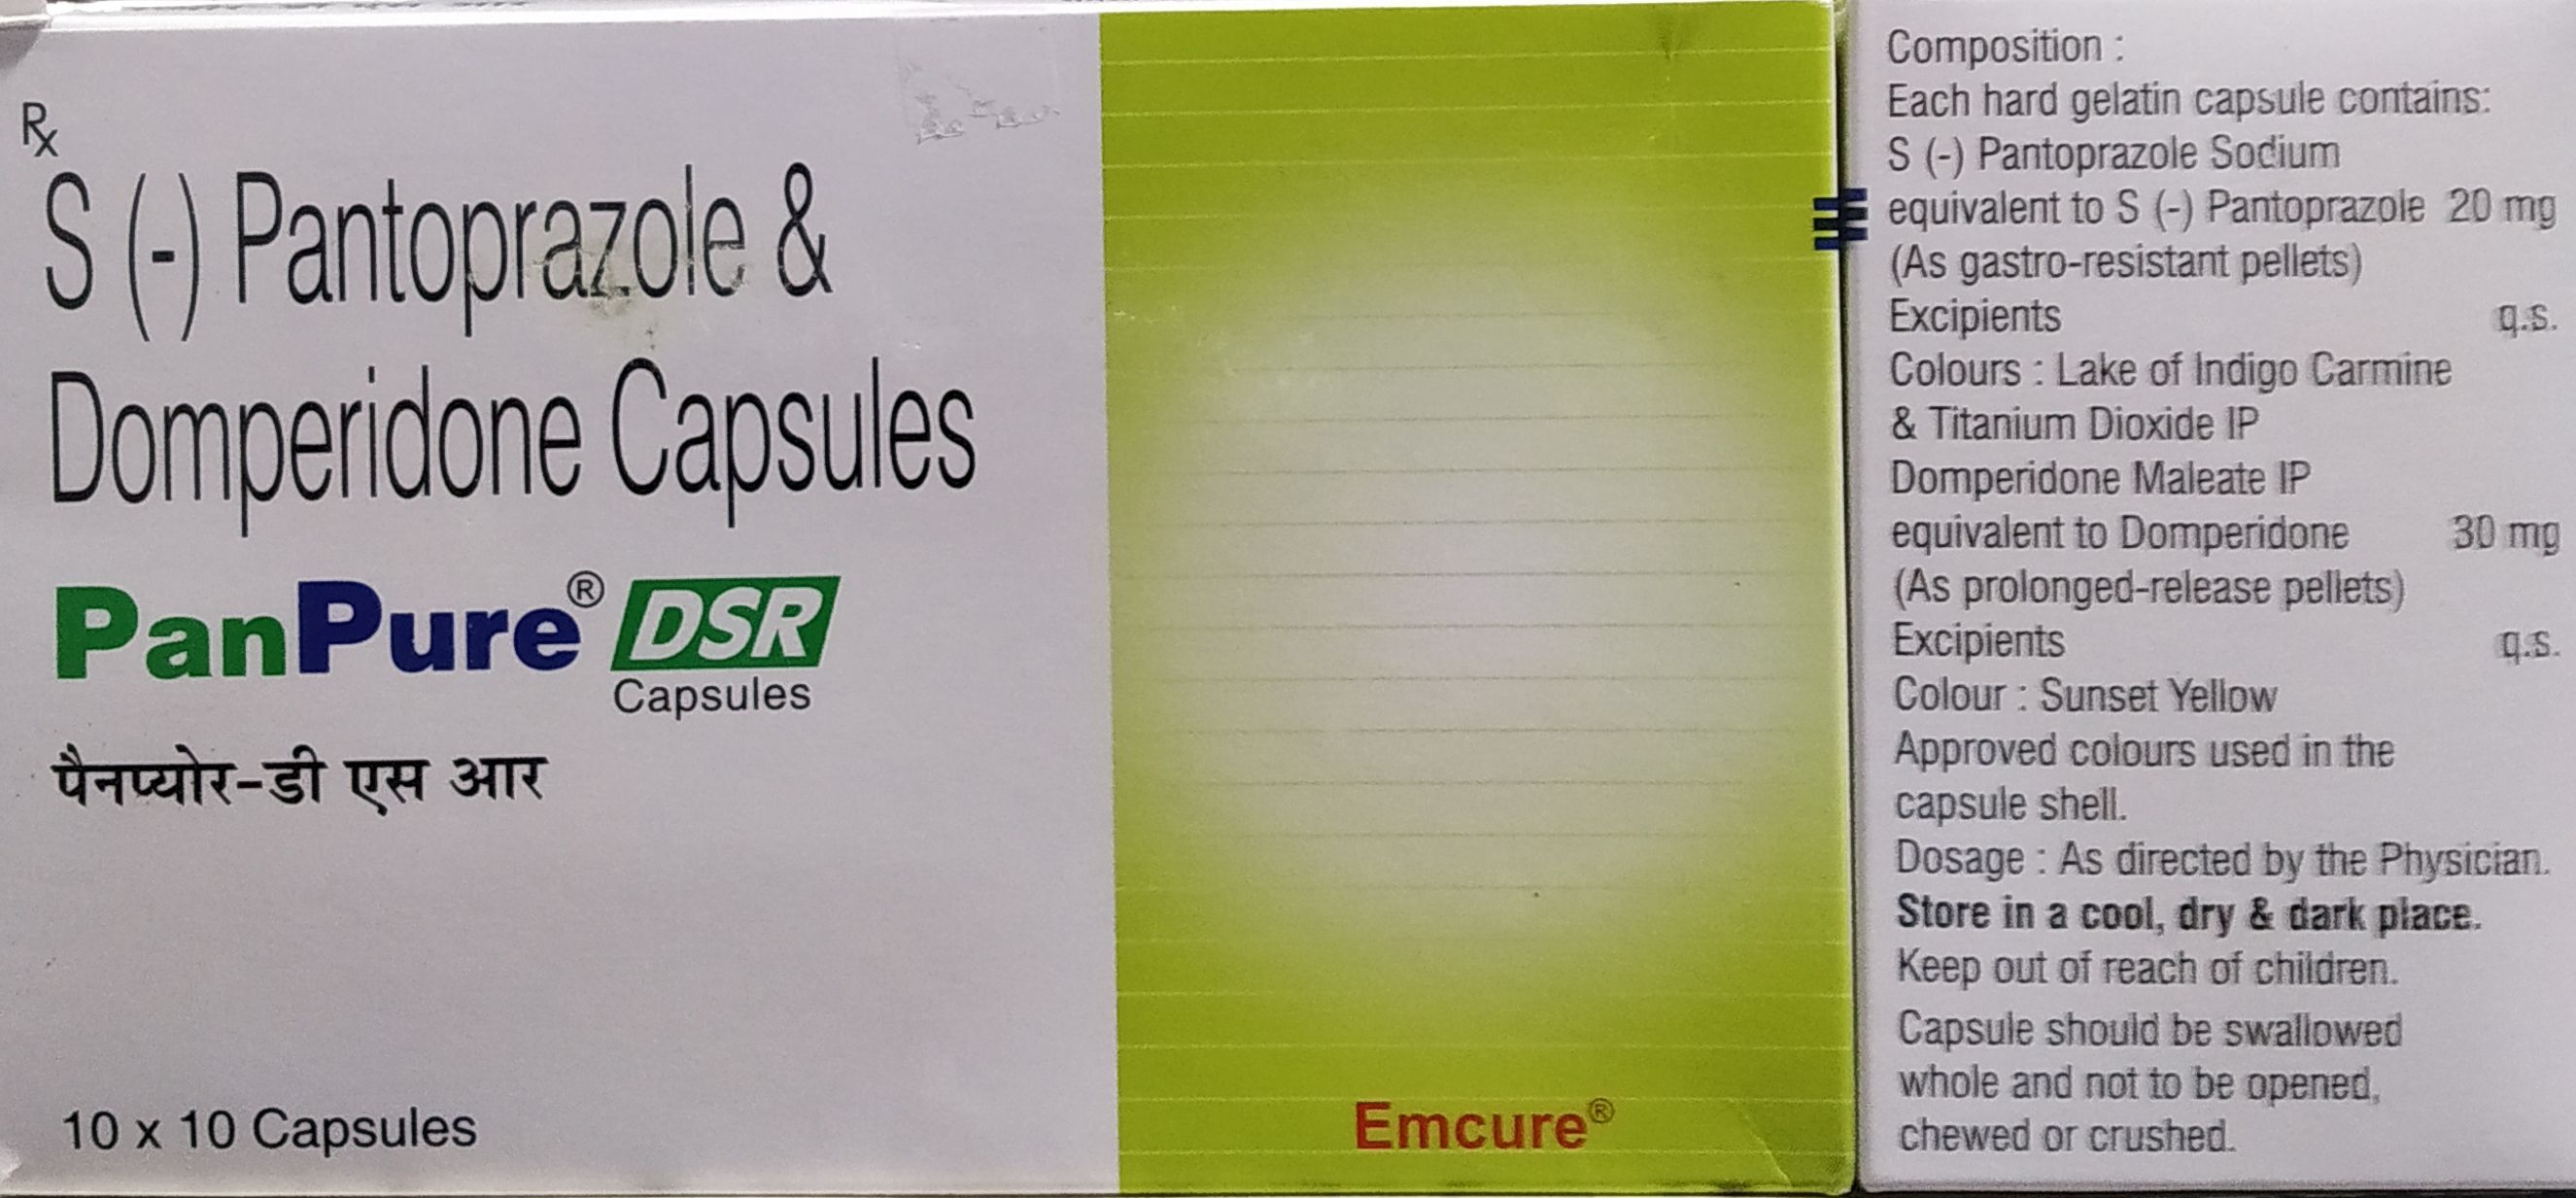 Rx
S (-) Pantoprazole &
Domperidone Capsules
PanPure® DSR
Capsules
पैनप्योर-डी एस आर
10 x 10 Capsules
Emcure®
Composition :
Each hard gelatin capsule contains:
S (-) Pantoprazole Sodium
equivalent to S (-) Pantoprazole 20 mg
(As gastro-resistant pellets)
Excipients q.s.
Colours : Lake of Indigo Carmine
& Titanium Dioxide IP
Domperidone Maleate IP
equivalent to Domperidone 30 mg
(As prolonged-release pellets)
Excipients q.s.
Colour : Sunset Yellow
Approved colours used in the
capsule shell.
Dosage : As directed by the Physician.
Store in a cool, dry & dark place.
Keep out of reach of children.
Capsule should be swallowed
whole and not to be opened,
chewed or crushed.